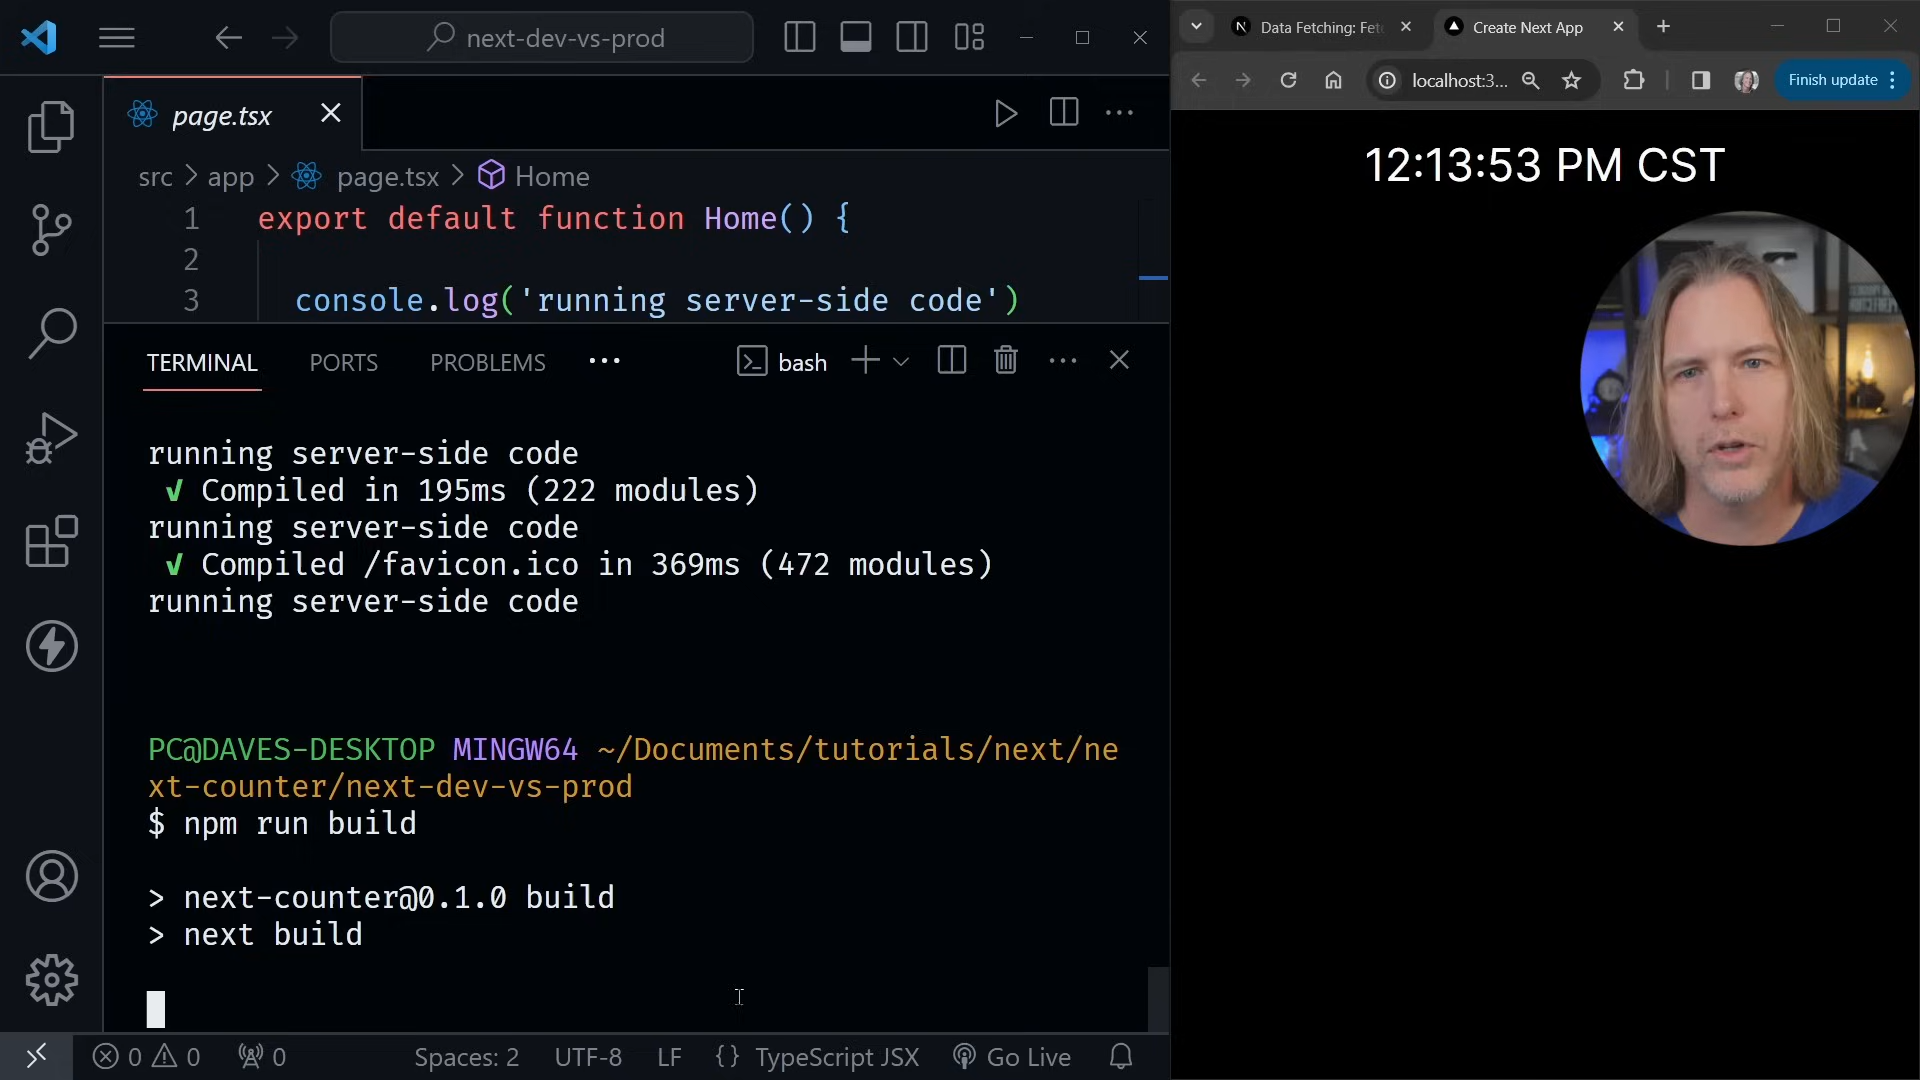 next-dev-vs-prod
page.tsx
src > app > page.tsx > Home
1 export default function Home() {
2
3 console.log('running server-side code')
TERMINAL PORTS PROBLEMS ··· bash
running server-side code
√ Compiled in 195ms (222 modules)
running server-side code
√ Compiled /favicon.ico in 369ms (472 modules)
running server-side code
PC@DAVES-DESKTOP MINGW64 ~/Documents/tutorials/next/ne
xt-counter/next-dev-vs-prod
$ npm run build
> next-counter@0.1.0 build
> next build
0 0 0 Spaces: 2 UTF-8 LF {} TypeScript JSX Go Live
Data Fetching: Fet Create Next App
localhost:3... Finish update
12:13:53 PM CST